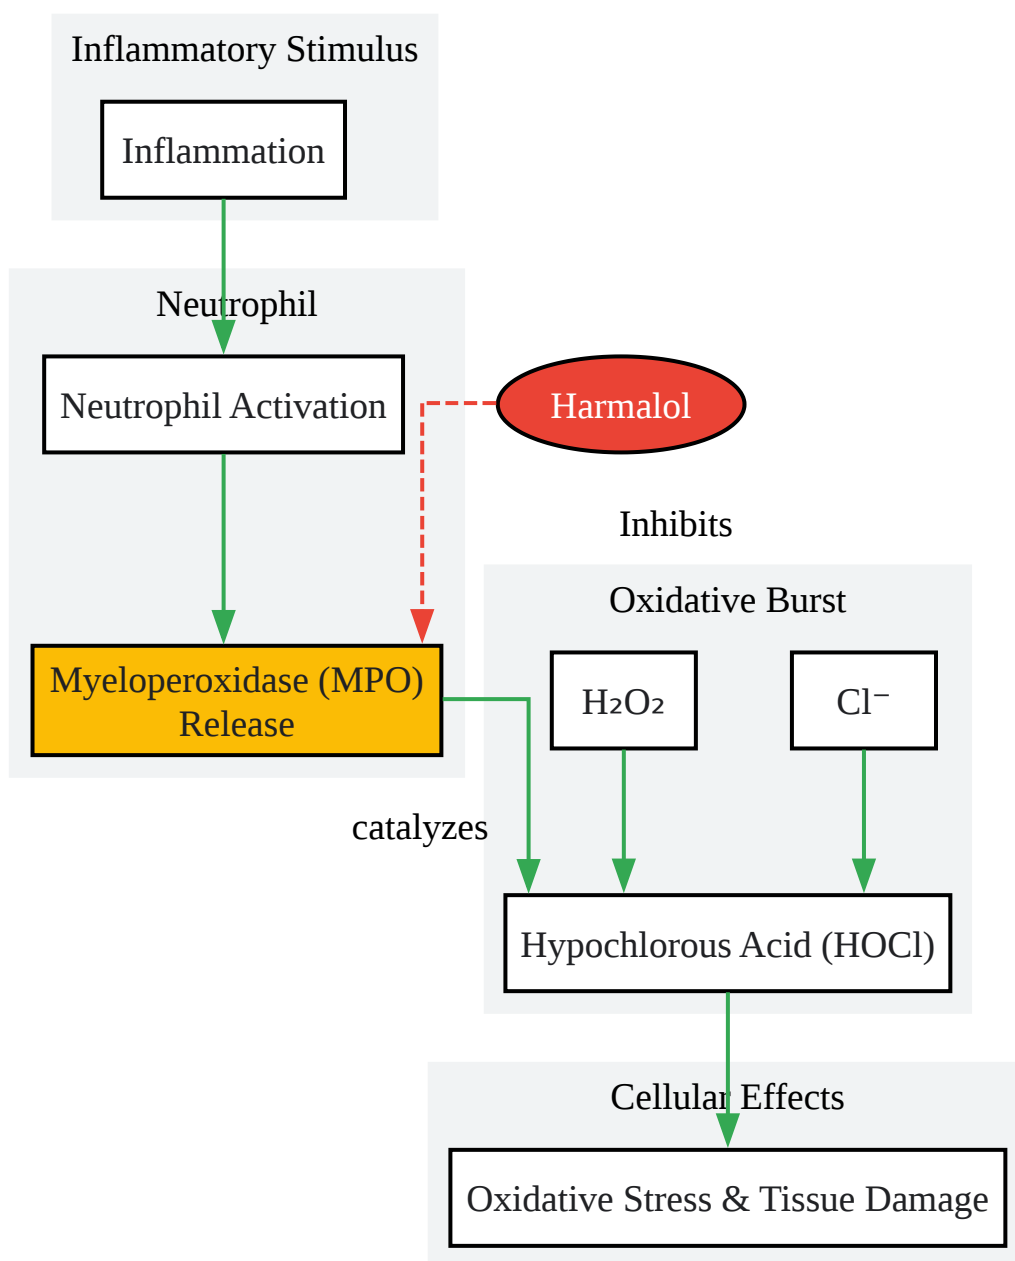 Inflammatory Stimulus
Inflammation
Neutrophil
Neutrophil Activation
Harmalol
Inhibits
Oxidative Burst
Myeloperoxidase (MPO)
Release
H₂O₂
Cl⁻
catalyzes
Hypochlorous Acid (HOCl)
Cellular Effects
Oxidative Stress & Tissue Damage